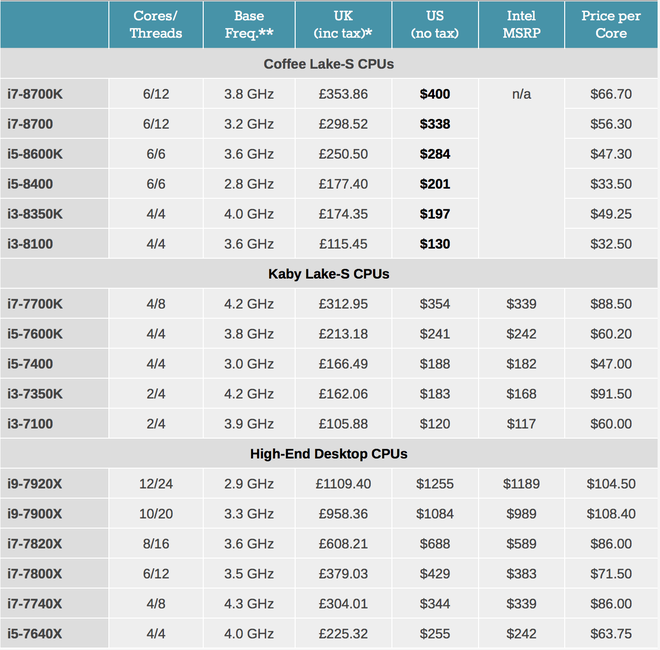 Cores/ Threads Base Freq.** UK (inc tax)* US (no tax) Intel MSRP Price per Core
Coffee Lake-S CPUs
i7-8700K 6/12 3.8 GHz £353.86 $400 n/a $66.70
i7-8700 6/12 3.2 GHz £298.52 $338 $56.30
i5-8600K 6/6 3.6 GHz £250.50 $284 $47.30
i5-8400 6/6 2.8 GHz £177.40 $201 $33.50
i3-8350K 4/4 4.0 GHz £174.35 $197 $49.25
i3-8100 4/4 3.6 GHz £115.45 $130 $32.50
Kaby Lake-S CPUs
i7-7700K 4/8 4.2 GHz £312.95 $354 $339 $88.50
i5-7600K 4/4 3.8 GHz £213.18 $241 $242 $60.20
i5-7400 4/4 3.0 GHz £166.49 $188 $182 $47.00
i3-7350K 2/4 4.2 GHz £162.06 $183 $168 $91.50
i3-7100 2/4 3.9 GHz £105.88 $120 $117 $60.00
High-End Desktop CPUs
i9-7920X 12/24 2.9 GHz £1109.40 $1255 $1189 $104.50
i9-7900X 10/20 3.3 GHz £958.36 $1084 $989 $108.40
i7-7820X 8/16 3.6 GHz £608.21 $688 $589 $86.00
i7-7800X 6/12 3.5 GHz £379.03 $429 $383 $71.50
i7-7740X 4/8 4.3 GHz £304.01 $344 $339 $86.00
i5-7640X 4/4 4.0 GHz £225.32 $255 $242 $63.75